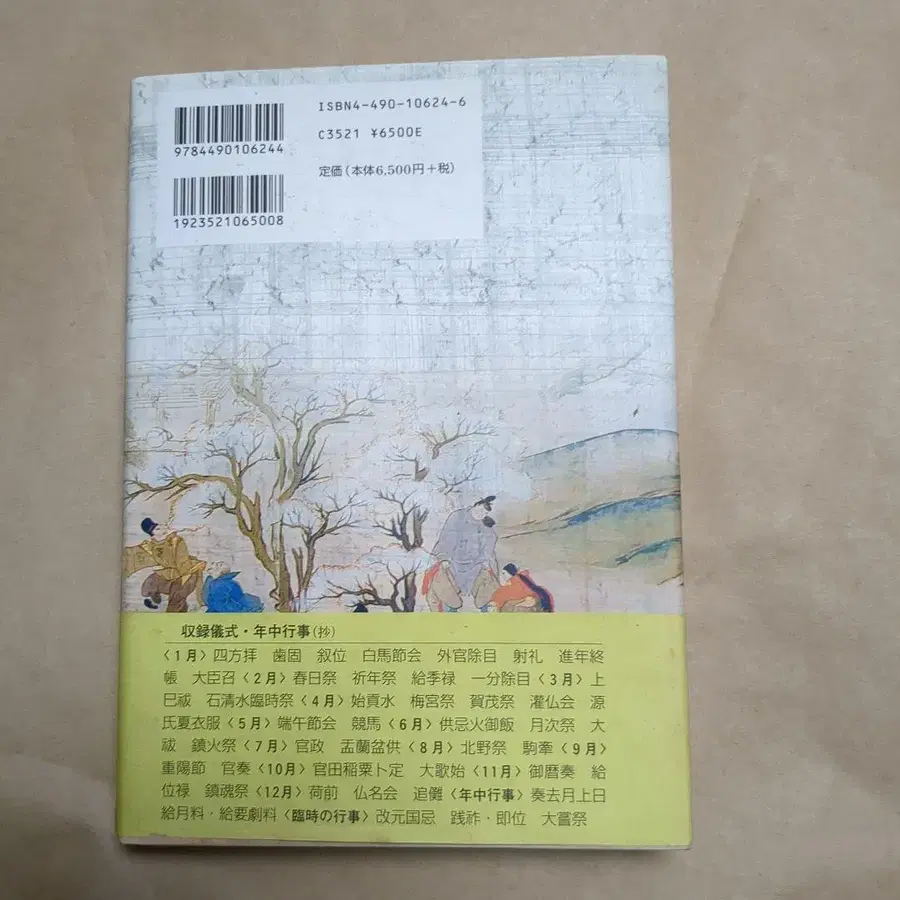 ISBN4-490-10624-6
C3521 ¥6500E
定価(本体6,500円+税)
9784490106244
1923521065008
収録儀式・年中行事(抄)
〈1月〉四方拝 歯固 叙位 白馬節会 外官除目 射礼 進年終
帳 大臣召〈2月〉春日祭 祈年祭 給季禄 一分除目〈3月〉上
巳祓 石清水臨時祭〈4月〉始貢氷 梅宮祭 賀茂祭 灌仏会 源
氏夏衣服〈5月〉端午節会 競馬〈6月〉供忌火御飯 月次祭 大
祓 鎮火祭〈7月〉官政 盂蘭盆供〈8月〉北野祭 駒牽〈9月〉
重陽節 官奏〈10月〉官田稲粟卜定 大歌始〈11月〉御暦奏 給
位禄 鎮魂祭〈12月〉荷前 仏名会 追儺〈年中行事〉奏去月上日
給月料・給要劇料〈臨時の行事〉改元国忌 践祚・即位 大嘗祭